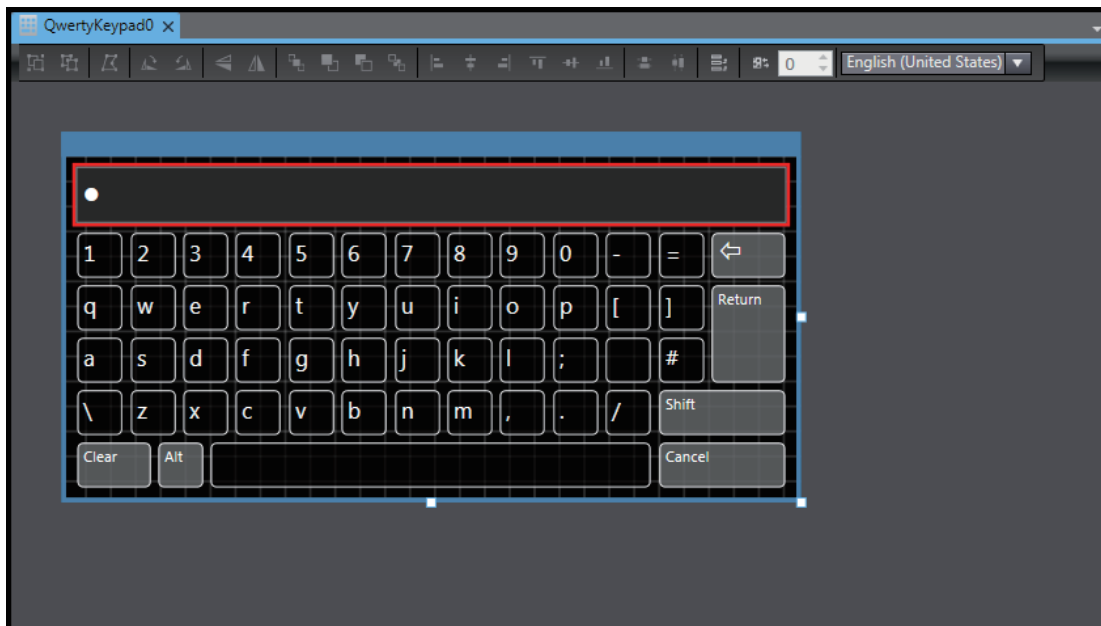 QwertyKeypad0
0 English (United States)
1 2 3 4 5 6 7 8 9 0 - =
q w e r t y u i o p [ ] Return
a s d f g h j k l ; #
\ z x c v b n m , . / Shift
Clear Alt Cancel